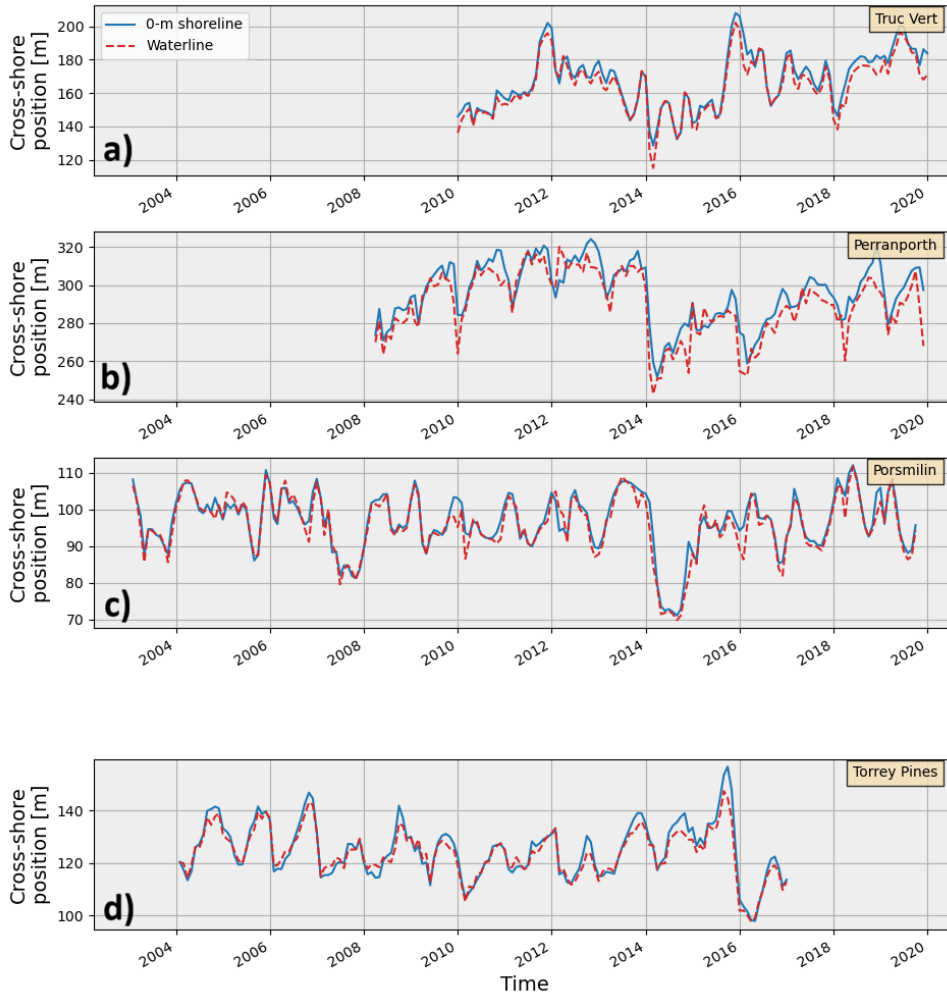 0-m shoreline
Waterline
Truc Vert
Cross-shore
position [m]
200
180
160
140
120
a)
2004
2006
2008
2010
2012
2014
2016
2018
2020
Perranporth
Cross-shore
position [m]
320
300
280
260
240
b)
2004
2006
2008
2010
2012
2014
2016
2018
2020
Porsmilin
Cross-shore
position [m]
110
100
90
80
70
c)
2004
2006
2008
2010
2012
2014
2016
2018
2020
Torrey Pines
Cross-shore
position [m]
140
120
100
d)
2004
2006
2008
2010
2012
2014
2016
2018
2020
Time